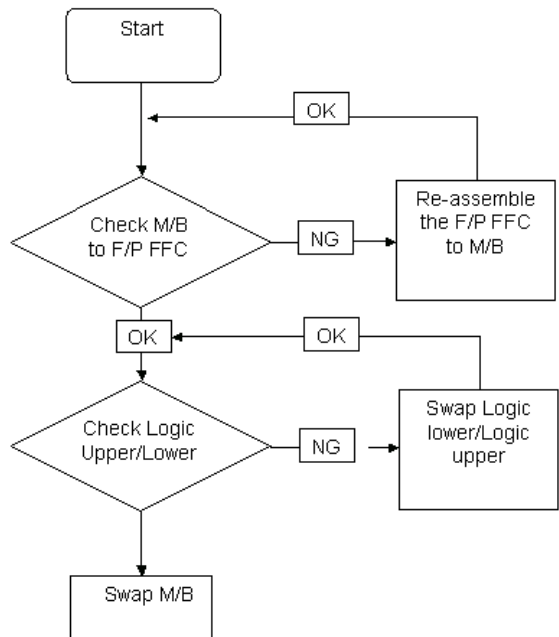 Start
OK
Check M/B
to F/P FFC
NG
Re-assemble
the F/P FFC
to M/B
OK
OK
Check Logic
Upper/Lower
NG
Swap Logic
lower/Logic
upper
Swap M/B